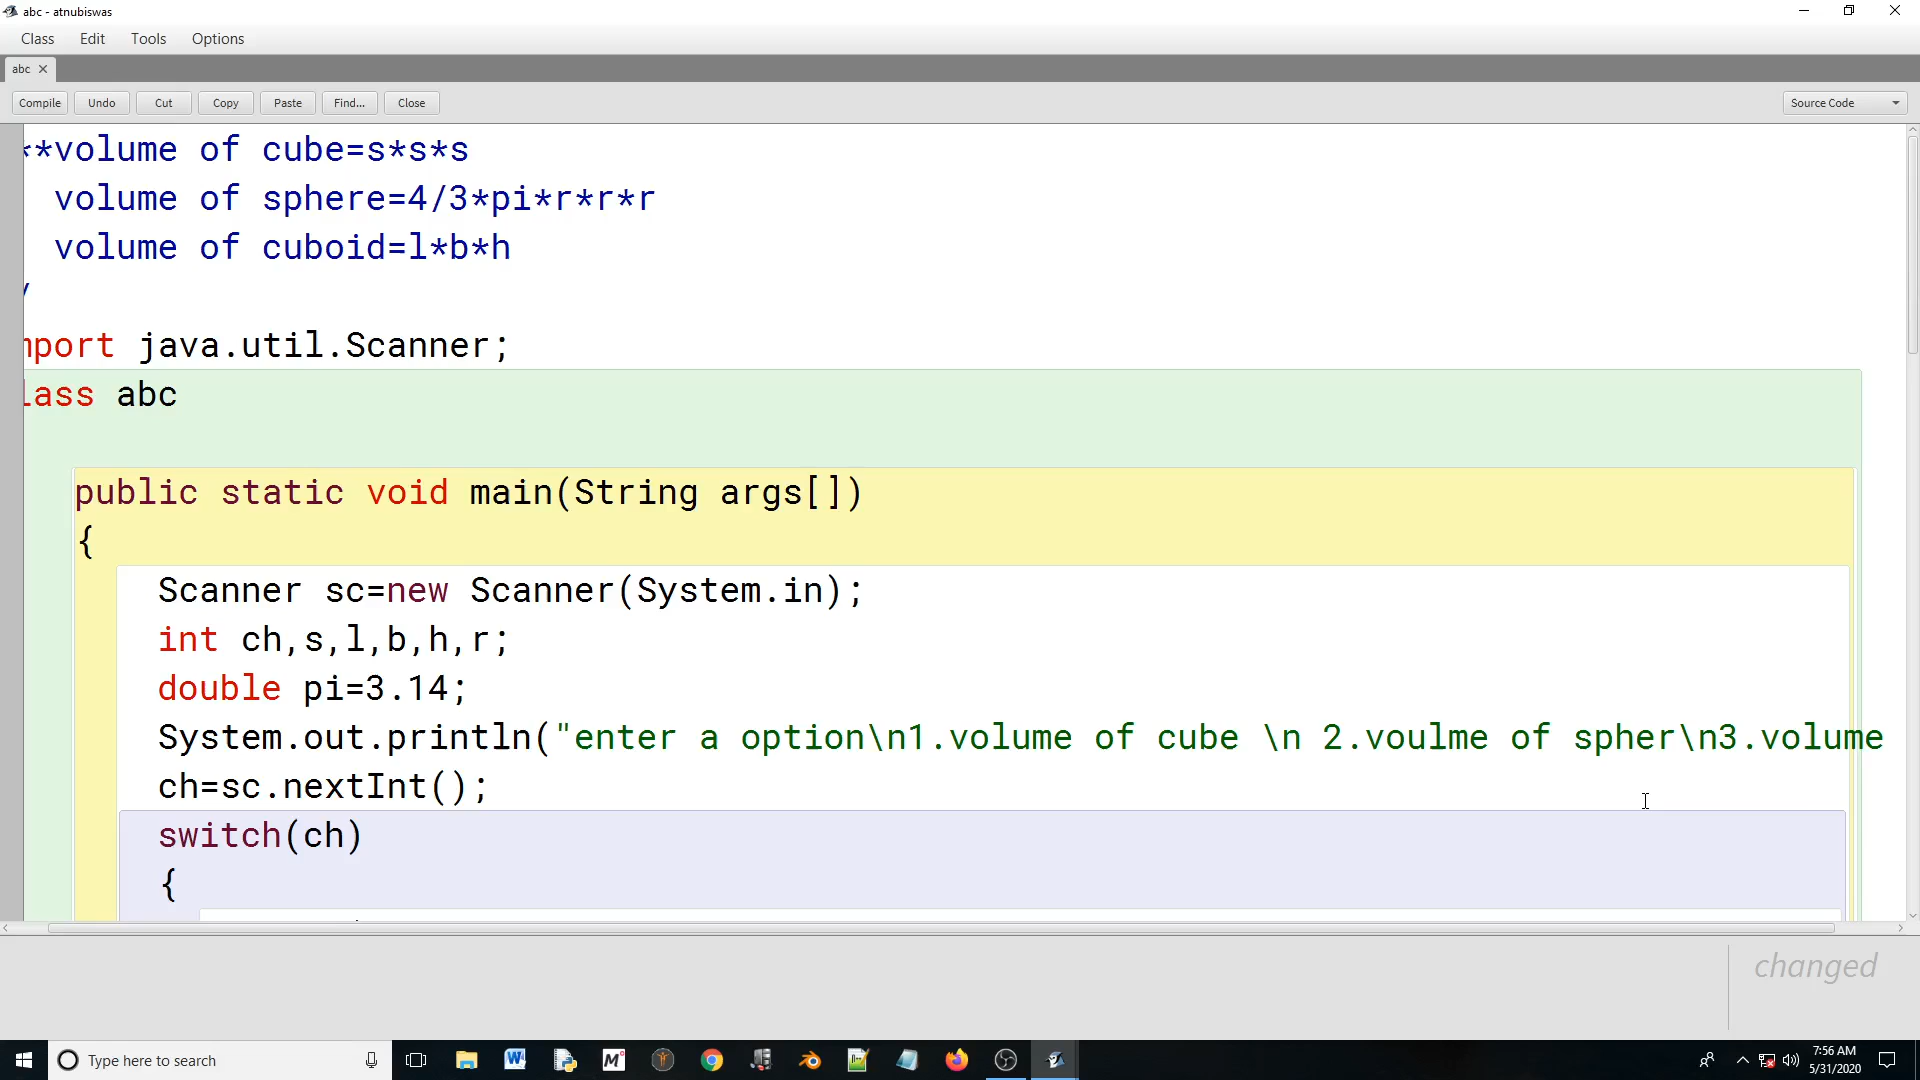 abc - atnubiswas
Class Edit Tools Options
abc
Compile Undo Cut Copy Paste Find... Close Source Code
**volume of cube=s*s*s
volume of sphere=4/3*pi*r*r*r
volume of cuboid=l*b*h
/
mport java.util.Scanner;
lass abc
public static void main(String args[])
{
Scanner sc=new Scanner(System.in);
int ch,s,l,b,h,r;
double pi=3.14;
System.out.println("enter a option\n1.volume of cube \n 2.voulme of spher\n3.volume
ch=sc.nextInt();
switch(ch)
{
changed
Type here to search
7:56 AM
5/31/2020